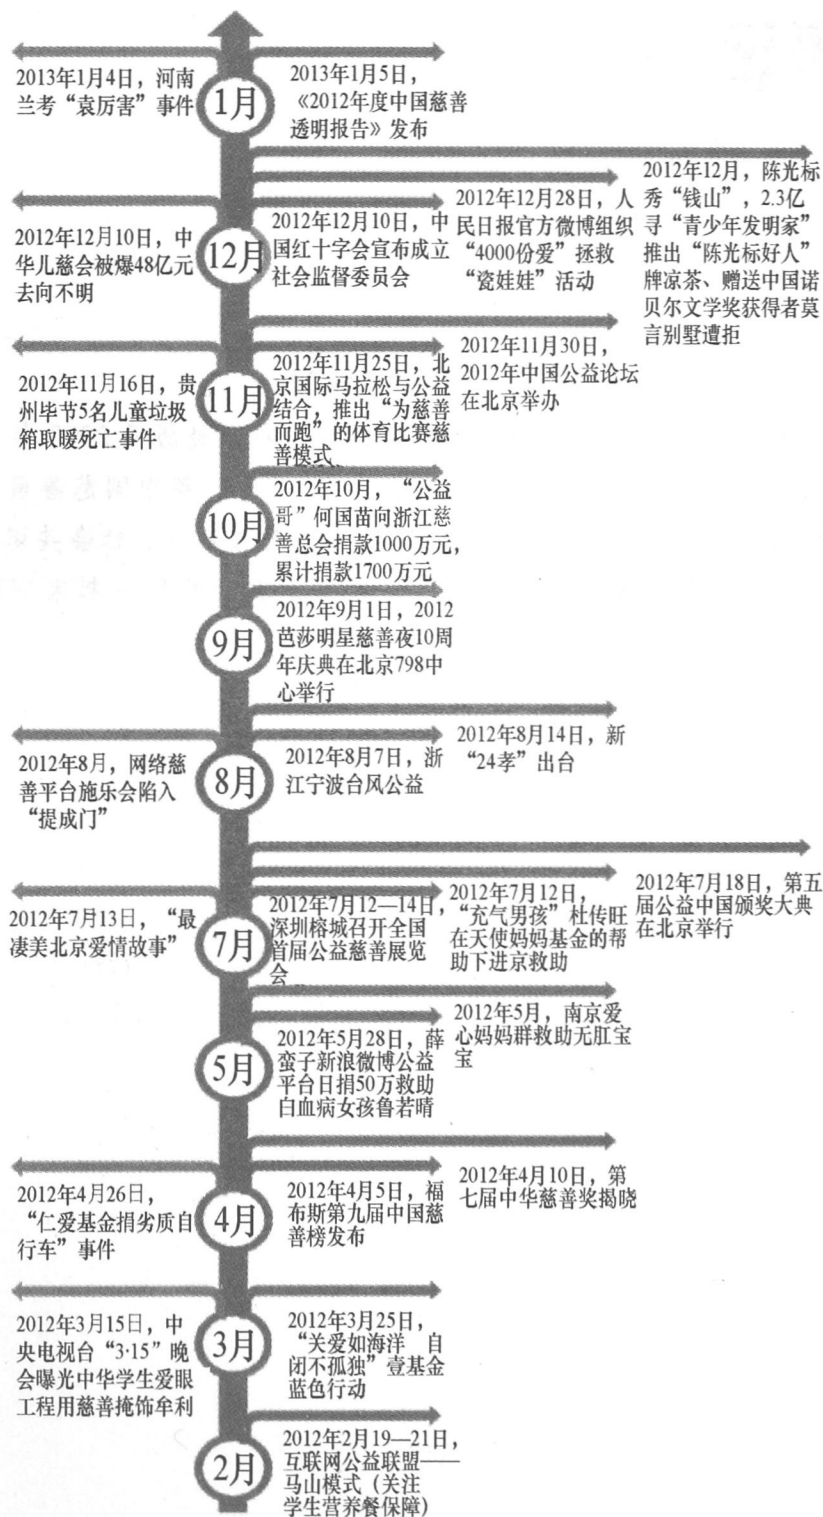 2013年1月4日，河南
兰考“袁厉害”事件
1月
2013年1月5日，
《2012年度中国慈善
透明报告》发布
2012年12月10日，中
华儿慈会被爆48亿元
去向不明
12月
2012年12月10日，中
国红十字会宣布成立
社会监督委员会
2012年12月28日，人
民日报官方微博组织
“4000份爱”拯救
“瓷娃娃”活动
2012年12月，陈光标
秀“钱山”，2.3亿
寻“青少年发明家”
推出“陈光标好人”
牌凉茶、赠送中国诺
贝尔文学奖获得者莫
言别墅遭拒
2012年11月16日，贵
州毕节5名儿童垃圾
箱取暖死亡事件
11月
2012年11月25日，北
京国际马拉松与公益
结合，推出“为慈善
而跑”的体育比赛慈
善模式
2012年11月30日，
2012年中国公益论坛
在北京举办
10月
2012年10月，“公益
哥”何国苗向浙江慈
善总会捐款1000万元，
累计捐款1700万元
9月
2012年9月1日，2012
芭莎明星慈善夜10周
年庆典在北京798中
心举行
2012年8月，网络慈
善平台施乐会陷入
“提成门”
8月
2012年8月7日，浙
江宁波台风公益
2012年8月14日，新
“24孝”出台
2012年7月13日，“最
凄美北京爱情故事”
7月
2012年7月12—14日，
深圳榕城召开全国
首届公益慈善展览
会
2012年7月12日，
“充气男孩”杜传旺
在天使妈妈基金的帮
助下进京救助
2012年7月18日，第五
届公益中国颁奖大典
在北京举行
5月
2012年5月28日，薛
蛮子新浪微博公益
平台日捐50万救助
白血病女孩鲁若晴
2012年5月，南京爱
心妈妈群救助无肛宝
宝
2012年4月26日，
“仁爱基金捐劣质自
行车”事件
4月
2012年4月5日，福
布斯第九届中国慈
善榜发布
2012年4月10日，第
七届中华慈善奖揭晓
2012年3月15日，中
央电视台“3·15”晚
会曝光中华学生爱眼
工程用慈善掩饰牟利
3月
2012年3月25日，
“关爱如海洋　自
闭不孤独”壹基金
蓝色行动
2月
2012年2月19—21日，
互联网公益联盟——
马山模式（关注
学生营养餐保障）